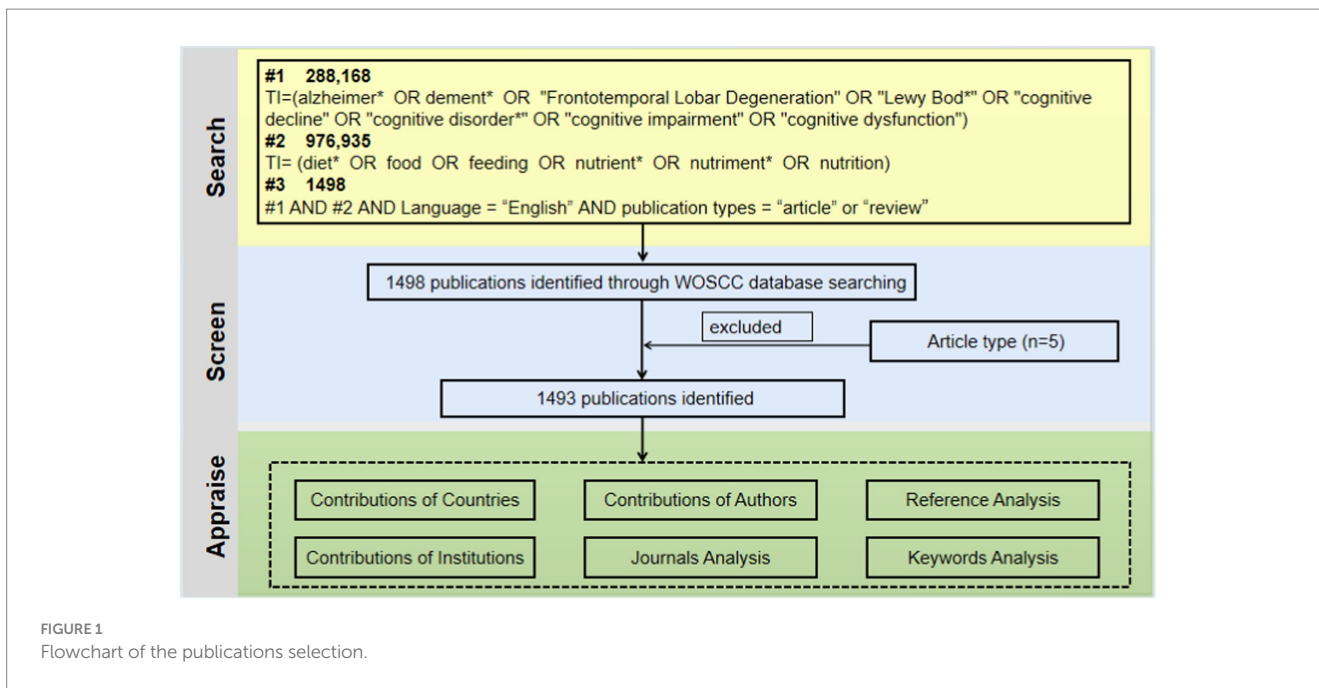 Search
#1 288,168
TI=(alzheimer* OR dement* OR "Frontotemporal Lobar Degeneration" OR "Lewy Bod*" OR "cognitive
decline" OR "cognitive disorder*" OR "cognitive impairment" OR "cognitive dysfunction")
#2 976,935
TI= (diet* OR food OR feeding OR nutrient* OR nutriment* OR nutrition)
#3 1498
#1 AND #2 AND Language = “English” AND publication types = “article” or “review”
Screen
1498 publications identified through WOSCC database searching
excluded
Article type (n=5)
1493 publications identified
Appraise
Contributions of Countries
Contributions of Authors
Reference Analysis
Contributions of Institutions
Journals Analysis
Keywords Analysis
FIGURE 1
Flowchart of the publications selection.